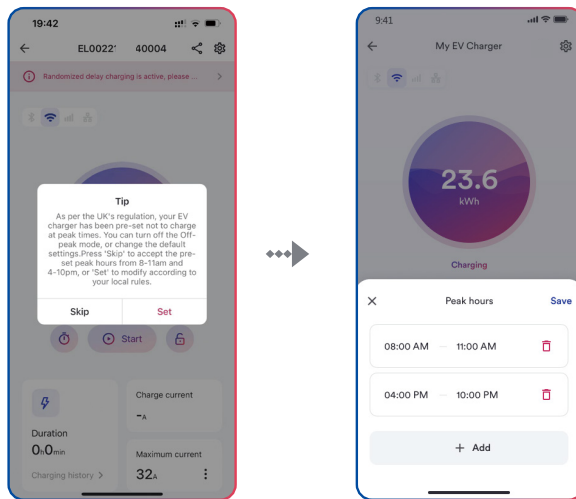 19:42
EL0022' 40004
Randomized delay charging is active, please ...
Tip
As per the UK's regulation, your EV
charger has been pre-set not to charge
at peak times. You can turn off the Off-
peak mode, or change the default
settings.Press 'Skip' to accept the pre-
set peak hours from 8-11am and
4-10pm, or 'Set' to modify according to
your local rules.
Skip Set
Start
Duration
0h0min
Charging history
Charge current
-A
Maximum current
32A
9:41
My EV Charger
23.6
kWh
Charging
Peak hours Save
08:00 AM — 11:00 AM
04:00 PM — 10:00 PM
+ Add